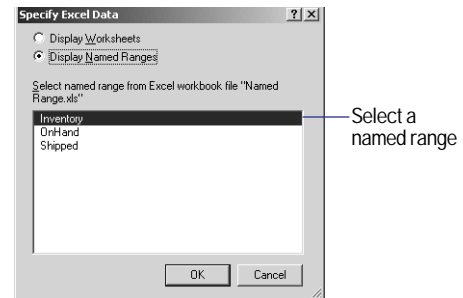 Specify Excel Data
Display Worksheets
Display Named Ranges
Select named range from Excel workbook file "Named
Range.xls"
Inventory
OnHand
Shipped
Select a
named range
OK
Cancel